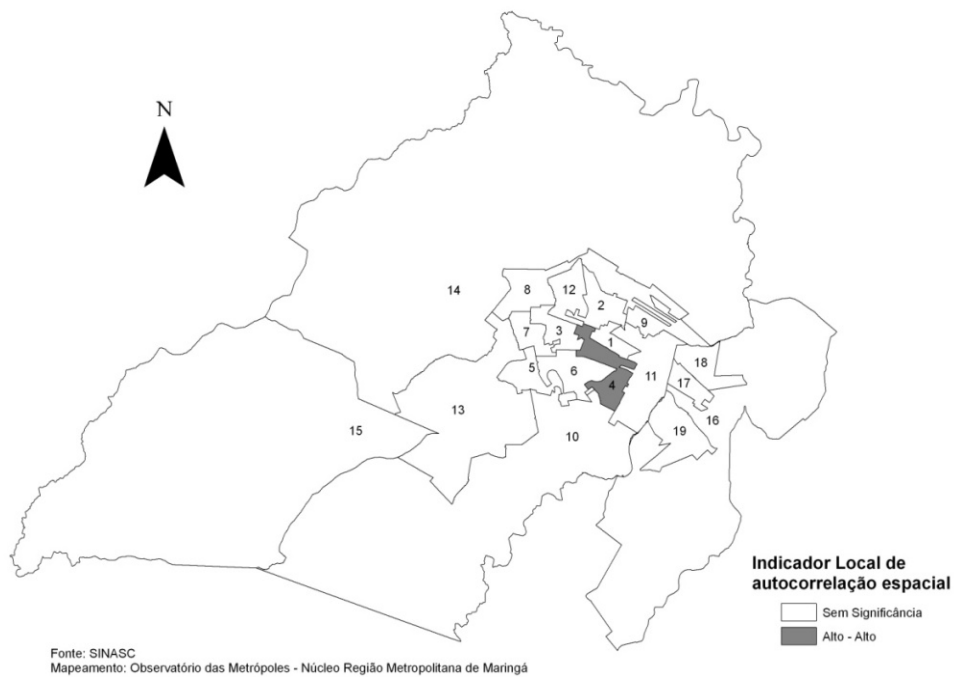 N
14
8
12
2
9
7
3
1
5
6
4
11
18
17
13
15
10
19
16
Indicador Local de
autocorrelação espacial
Sem Significância
Alto - Alto
Fonte: SINASC
Mapeamento: Observatório das Metrópoles - Núcleo Região Metropolitana de Maringá